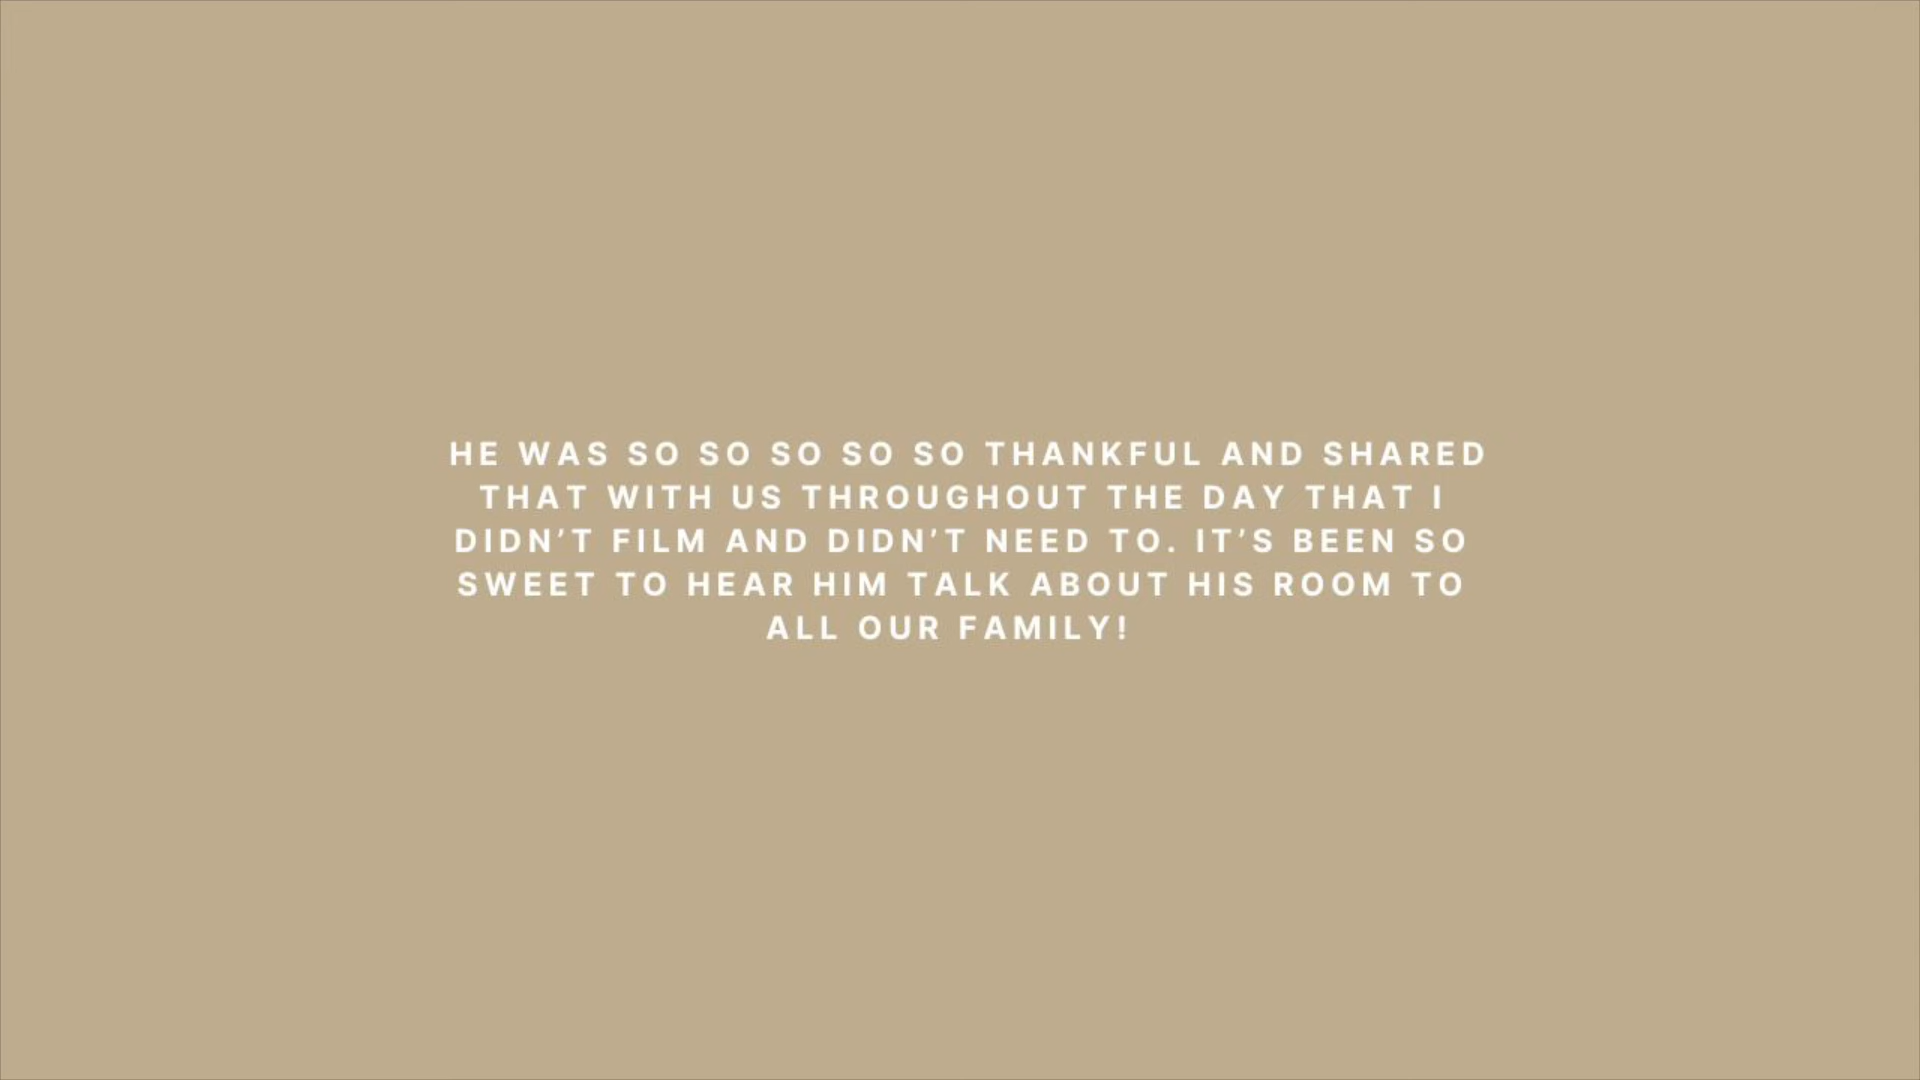 HE WAS SO SO SO SO SO THANKFUL AND SHARED
THAT WITH US THROUGHOUT THE DAY THAT I
DIDN’T FILM AND DIDN’T NEED TO. IT’S BEEN SO
SWEET TO HEAR HIM TALK ABOUT HIS ROOM TO
ALL OUR FAMILY!